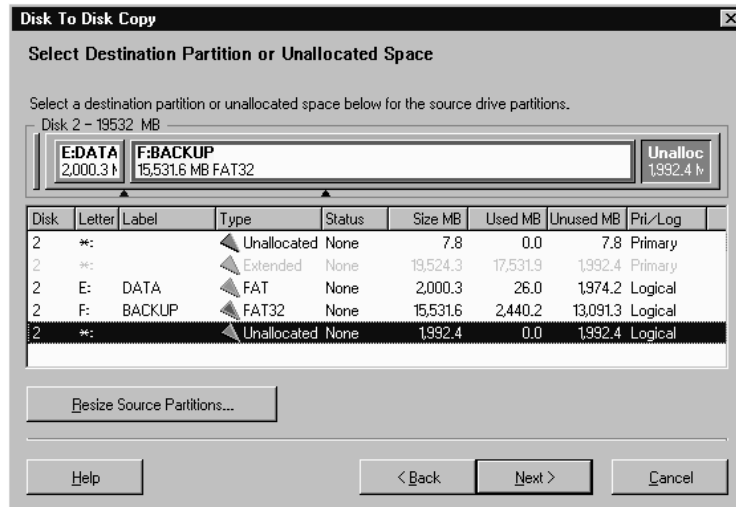 Disk To Disk Copy
Select Destination Partition or Unallocated Space
Select a destination partition or unallocated space below for the source drive partitions.
Disk 2 - 19532 MB
E:DATA F:BACKUP Unalloc
2,000.3 M 15,531.6 MB FAT32 1,992.4 M
Disk Letter Label Type Status Size MB Used MB Unused MB Pri/Log
2 *: Unallocated None 7.8 0.0 7.8 Primary
2 *: Extended None 19,524.3 17,531.9 1,992.4 Primary
2 E: DATA FAT None 2,000.3 26.0 1,974.2 Logical
2 F: BACKUP FAT32 None 15,531.6 2,440.2 13,091.3 Logical
2 *: Unallocated None 1,992.4 0.0 1,992.4 Logical
Resize Source Partitions...
Help < Back Next > Cancel